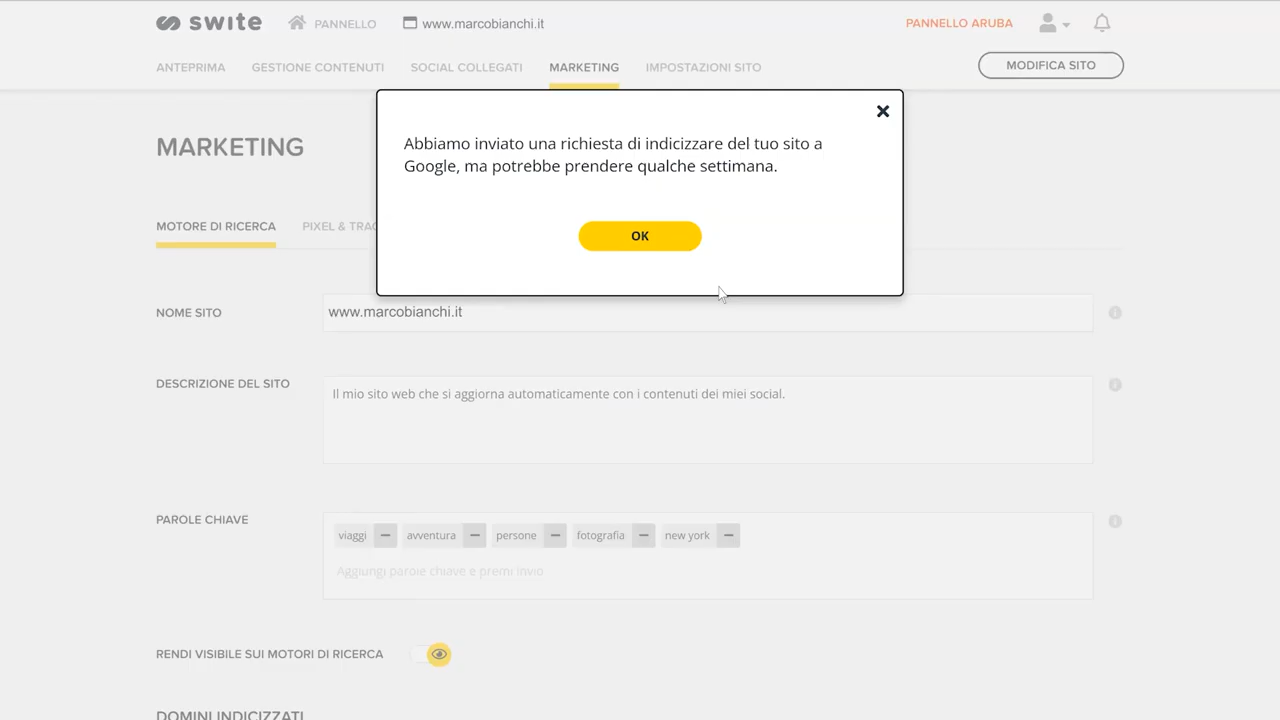 swite PANNELLO www.marcobianchi.it PANNELLO ARUBA
ANTEPRIMA GESTIONE CONTENUTI SOCIAL COLLEGATI MARKETING IMPOSTAZIONI SITO MODIFICA SITO
MARKETING
Abbiamo inviato una richiesta di indicizzare del tuo sito a
Google, ma potrebbe prendere qualche settimana.
OK
MOTORE DI RICERCA PIXEL & TRAC
NOME SITO www.marcobianchi.it
DESCRIZIONE DEL SITO Il mio sito web che si aggiorna automaticamente con i contenuti dei miei social.
PAROLE CHIAVE
viaggi avventura persone fotografia new york
Aggiungi parole chiave e premi invio
RENDI VISIBILE SUI MOTORI DI RICERCA
DOMINI INDICIZZATI